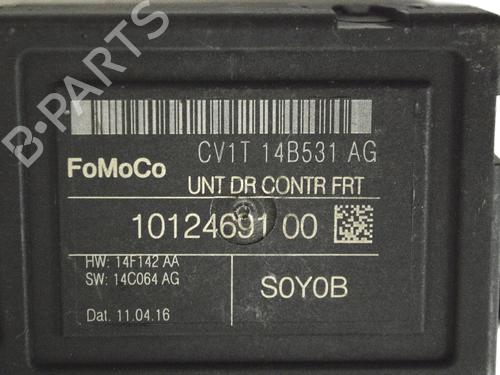 B-PARTS
CV1T 14B531 AG
FoMoCo
UNT DR CONTR FRT
10124691 00
HW: 14F142 AA
SW: 14C064 AG
S0Y0B
Dat. 11.04.16